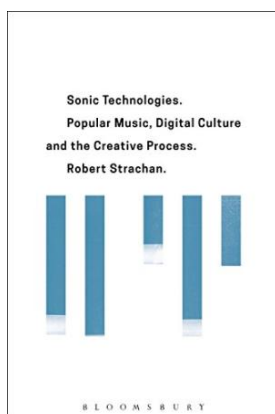 Sonic Technologies.
Popular Music, Digital Culture
and the Creative Process.
Robert Strachan.
BLOOMSBURY